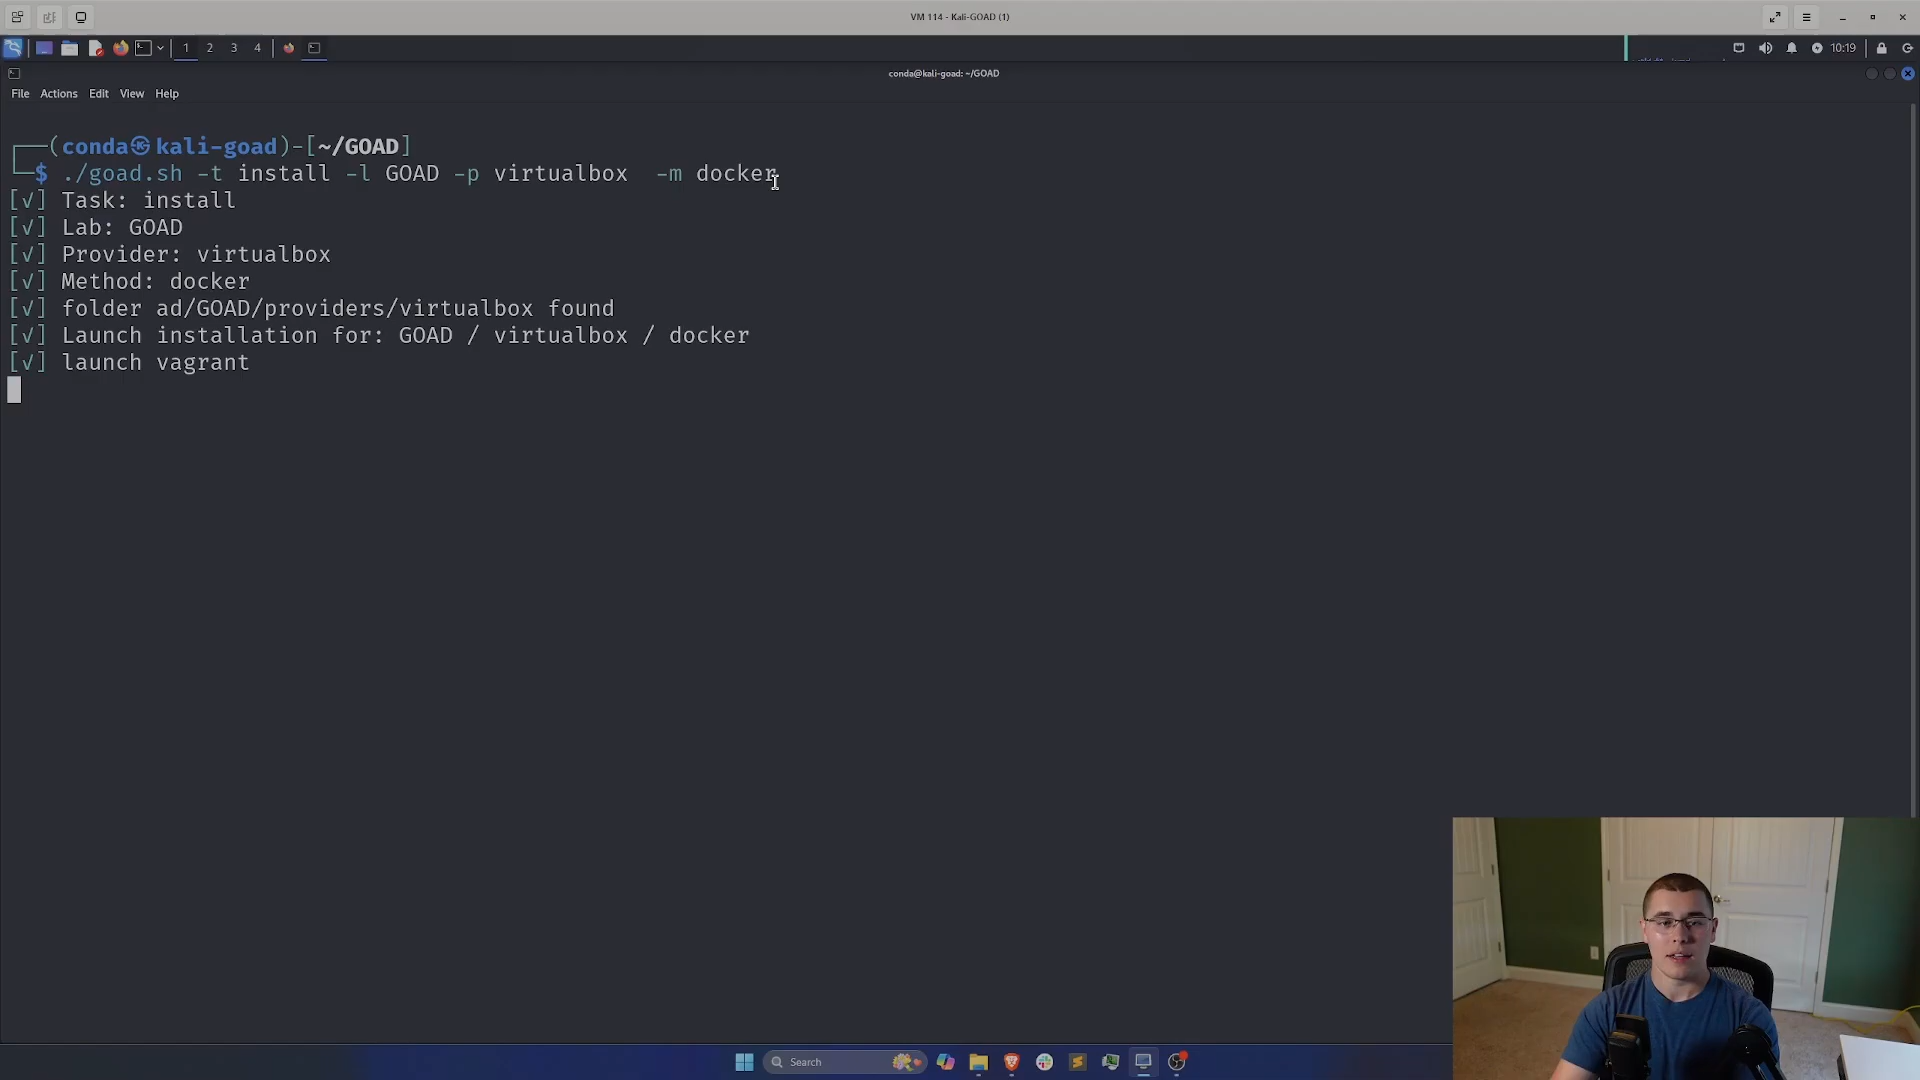 VM 114 - Kali-GOAD (1)
1 2 3 4
10:19
conda@kali-goad: ~/GOAD
File Actions Edit View Help
┌──(conda㉿kali-goad)-[~/GOAD]
└─$ ./goad.sh -t install -l GOAD -p virtualbox  -m docker
[√] Task: install
[√] Lab: GOAD
[√] Provider: virtualbox
[√] Method: docker
[√] folder ad/GOAD/providers/virtualbox found
[√] Launch installation for: GOAD / virtualbox / docker
[√] launch vagrant
Search